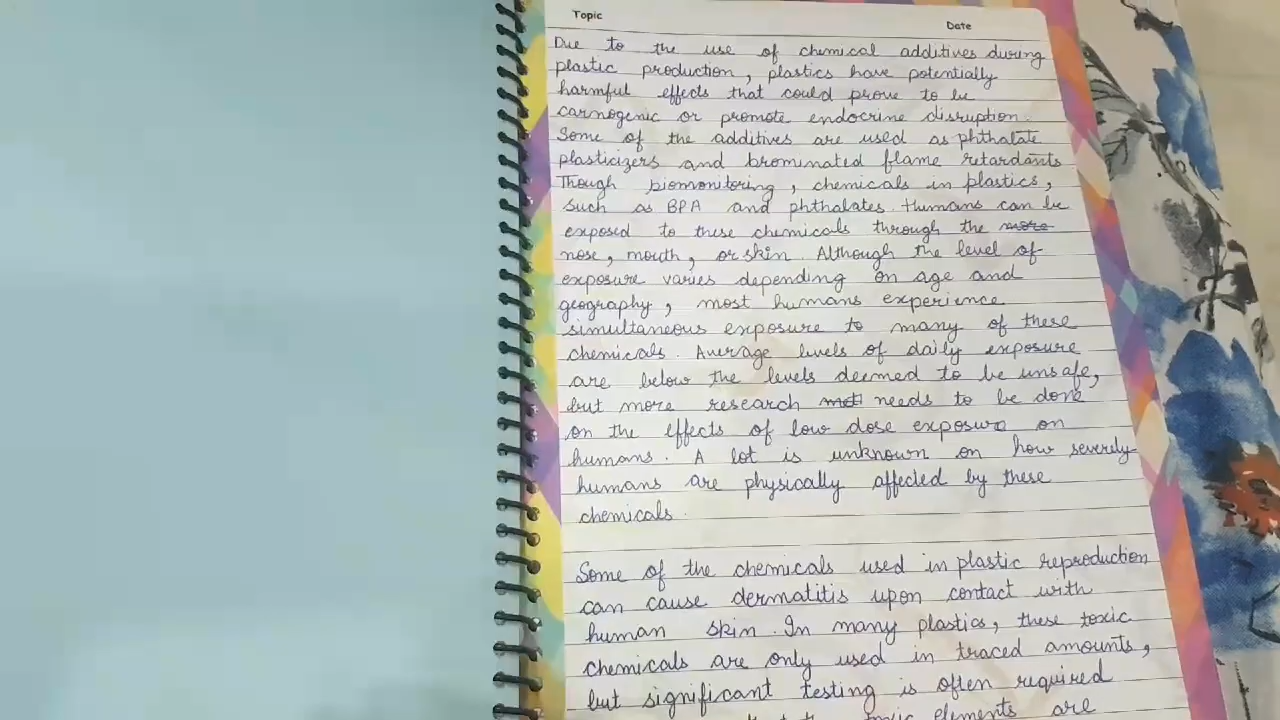 Topic
Date
Due to the use of chemical additives during
plastic production, plastics have potentially
harmful effects that could prove to be
carnogenic or promote endocrine disruption.
Some of the additives are used as phthalate
plasticizers and brominated flame retardants
Though biomonitoring, chemicals in plastics,
such as BPA and phthalates. Humans can be
exposed to these chemicals through the more
nose, mouth, or skin. Although the level of
exposure varies depending on age and
geography, most humans experience
simultaneous exposure to many of these
chemicals. Average levels of daily exposure
are below the levels deemed to be unsafe,
but more research needs to be done
on the effects of low dose exposure on
humans. A lot is unknown on how severely
humans are physically affected by these
chemicals.
Some of the chemicals used in plastic reproduction
can cause dermatitis upon contact with
human skin. In many plastics, these toxic
chemicals are only used in traced amounts,
but significant testing is often required
elements are